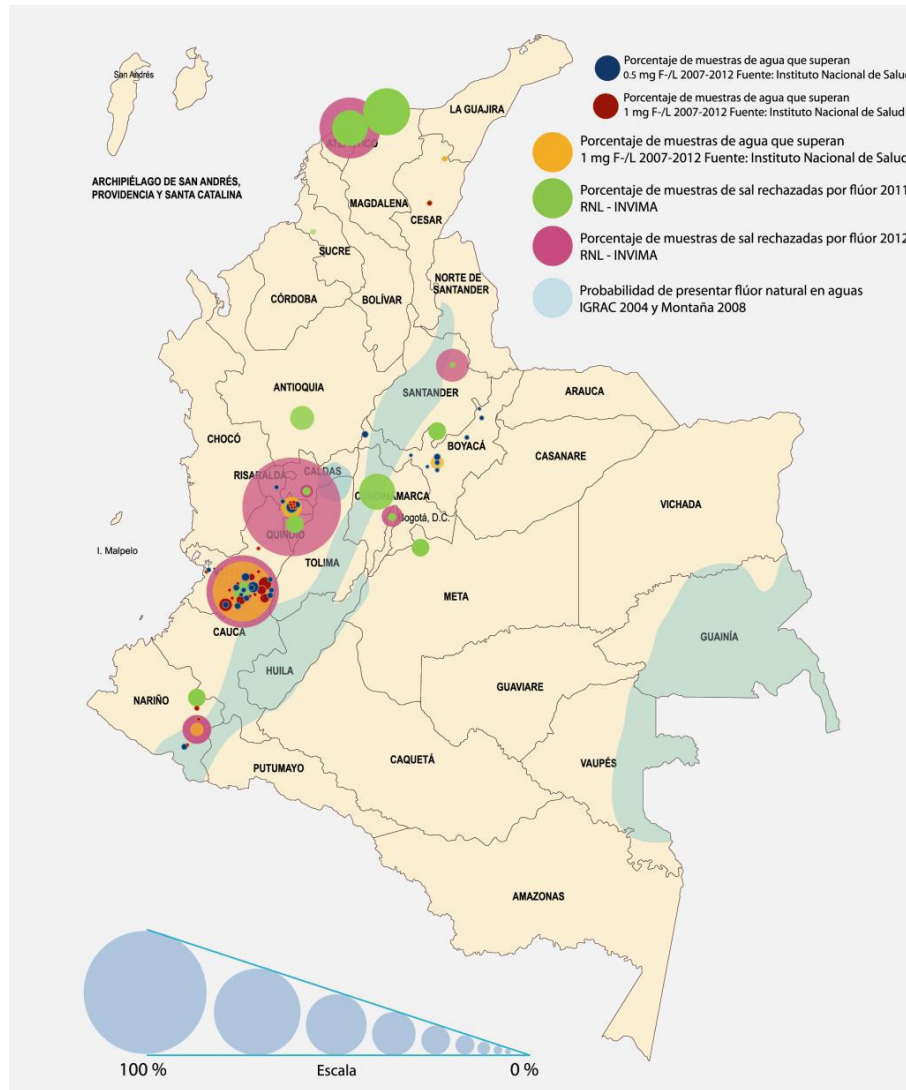 San Andrés
ARCHIPIÉLAGO DE SAN ANDRÉS,
PROVIDENCIA Y SANTA CATALINA
Porcentaje de muestras de agua que superan
0.5 mg F-/L 2007-2012 Fuente: Instituto Nacional de Salud
Porcentaje de muestras de agua que superan
1 mg F-/L 2007-2012 Fuente: Instituto Nacional de Salud
Porcentaje de muestras de agua que superan
1 mg F-/L 2007-2012 Fuente: Instituto Nacional de Salud
Porcentaje de muestras de sal rechazadas por flúor 2011
RNL - INVIMA
Porcentaje de muestras de sal rechazadas por flúor 2012
RNL - INVIMA
Probabilidad de presentar flúor natural en aguas
IGRAC 2004 y Montaña 2008
LA GUAJIRA
ATLÁNTICO
MAGDALENA
CESAR
SUCRE
NORTE DE
SANTANDER
CÓRDOBA
BOLÍVAR
ANTIOQUIA
SANTANDER
ARAUCA
CHOCÓ
BOYACÁ
CASANARE
RISARALDA
CALDAS
CUNDINAMARCA
VICHADA
Bogotá, D.C.
QUINDIO
I. Malpelo
TOLIMA
META
CAUCA
GUAINÍA
HUILA
GUAVIARE
NARIÑO
CAQUETÁ
VAUPÉS
PUTUMAYO
AMAZONAS
100 %
Escala
0 %